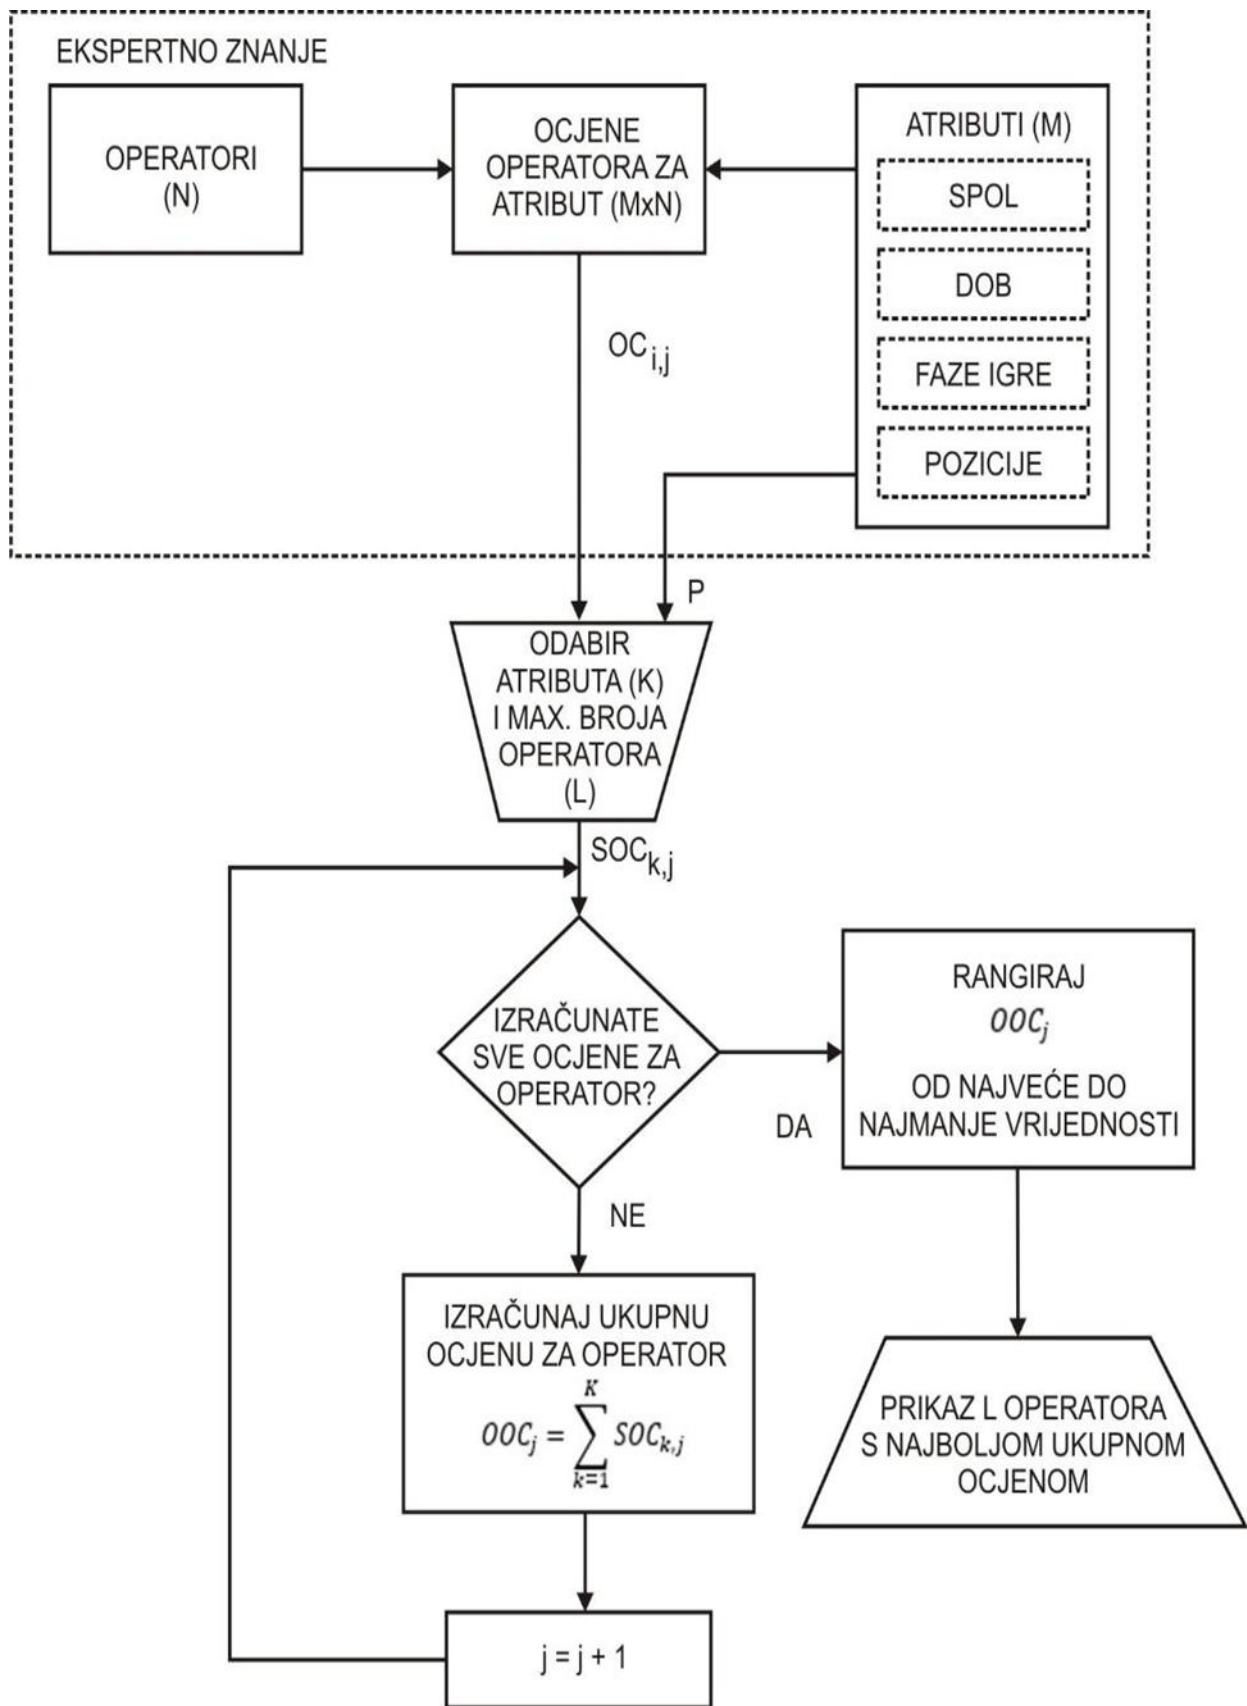 EKSPERTNO ZNANJE
OPERATORI
(N)
OCJENE
OPERATORA ZA
ATRIBUT (MxN)
ATRIBUTI (M)
SPOL
DOB
FAZE IGRE
POZICIJE
OC i,j
P
ODABIR
ATRIBUTA (K)
I MAX. BROJA
OPERATORA
(L)
SOC k,j
IZRAČUNATE
SVE OCJENE ZA
OPERATOR?
DA
RANGIRAJ
OOC j
OD NAJVEĆE DO
NAJMANJE VRIJEDNOSTI
NE
IZRAČUNAJ UKUPNU
OCJENU ZA OPERATOR
K
OOC j = ∑ SOC k,j
k=1
PRIKAZ L OPERATORA
S NAJBOLJOM UKUPNOM
OCJENOM
j = j + 1